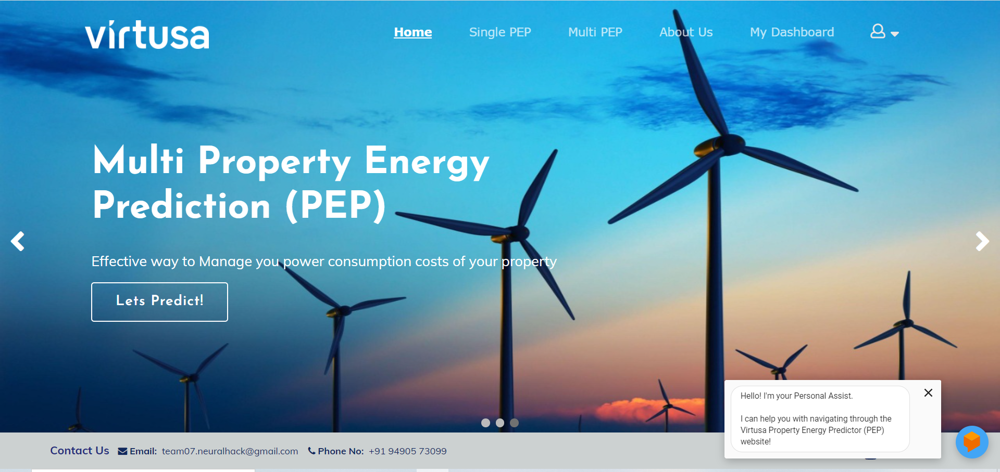 virtusa
Home Single PEP Multi PEP About Us My Dashboard
Multi Property Energy
Prediction (PEP)
Effective way to Manage you power consumption costs of your property
Lets Predict!
Hello! I'm your Personal Assist.
I can help you with navigating through the
Virtusa Property Energy Predictor (PEP)
website!
Contact Us Email: team07.neuralhack@gmail.com Phone No: +91 94905 73099